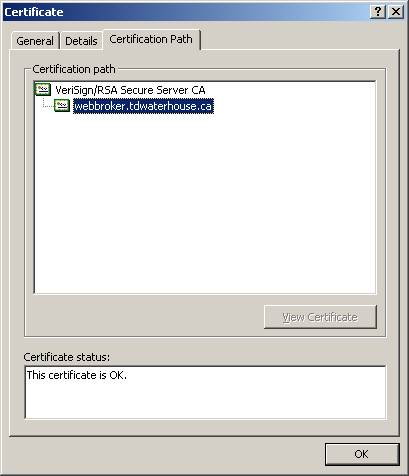 Certificate
General
Details
Certification Path
Certification path
VeriSign/RSA Secure Server CA
webbroker.tdwaterhouse.ca
View Certificate
Certificate status:
This certificate is OK.
OK